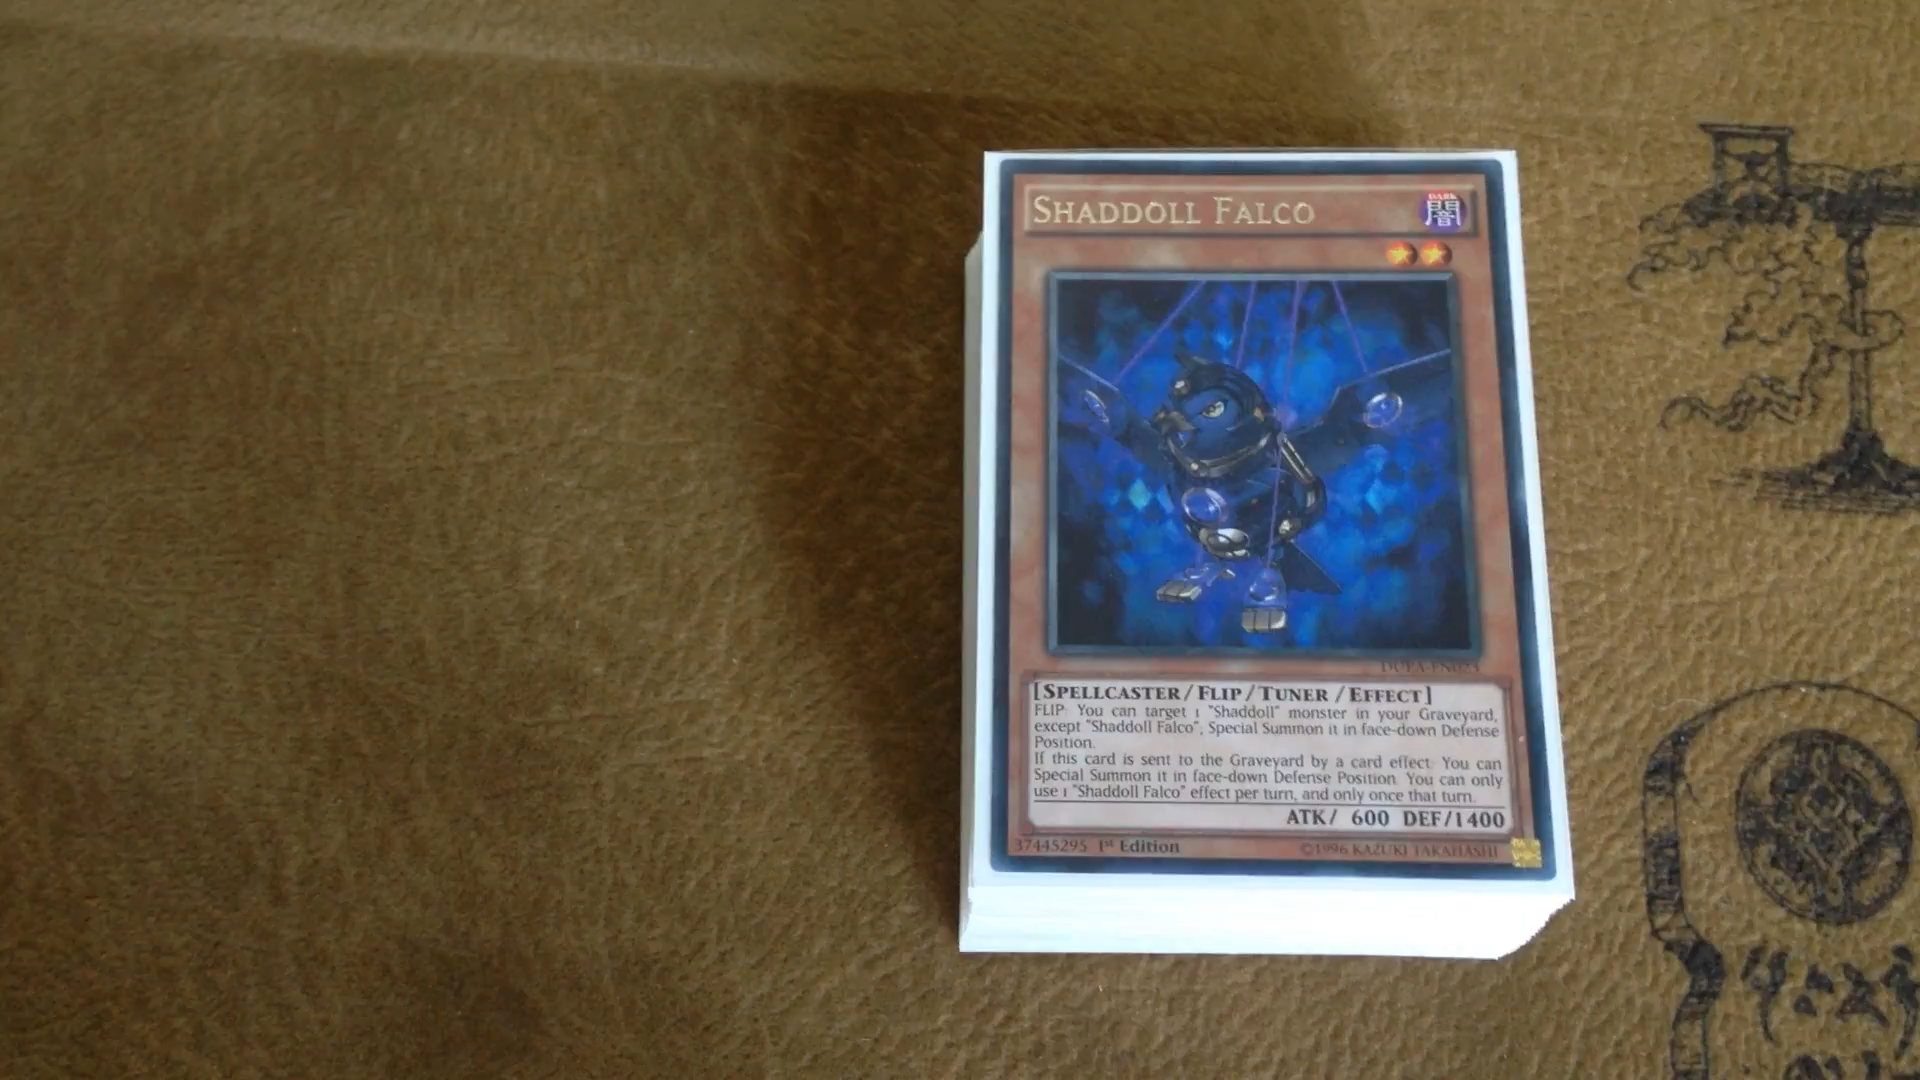 SHADDOLL FALCO
DARK
闇
DUEA-EN023
[SPELLCASTER/FLIP/TUNER/EFFECT]
FLIP: You can target 1 "Shaddoll" monster in your Graveyard,
except "Shaddoll Falco"; Special Summon it in face-down Defense
Position.
If this card is sent to the Graveyard by a card effect: You can
Special Summon it in face-down Defense Position. You can only
use 1 "Shaddoll Falco" effect per turn, and only once that turn.
ATK/ 600 DEF/1400
37445295 1st Edition ©1996 KAZUKI TAKAHASHI